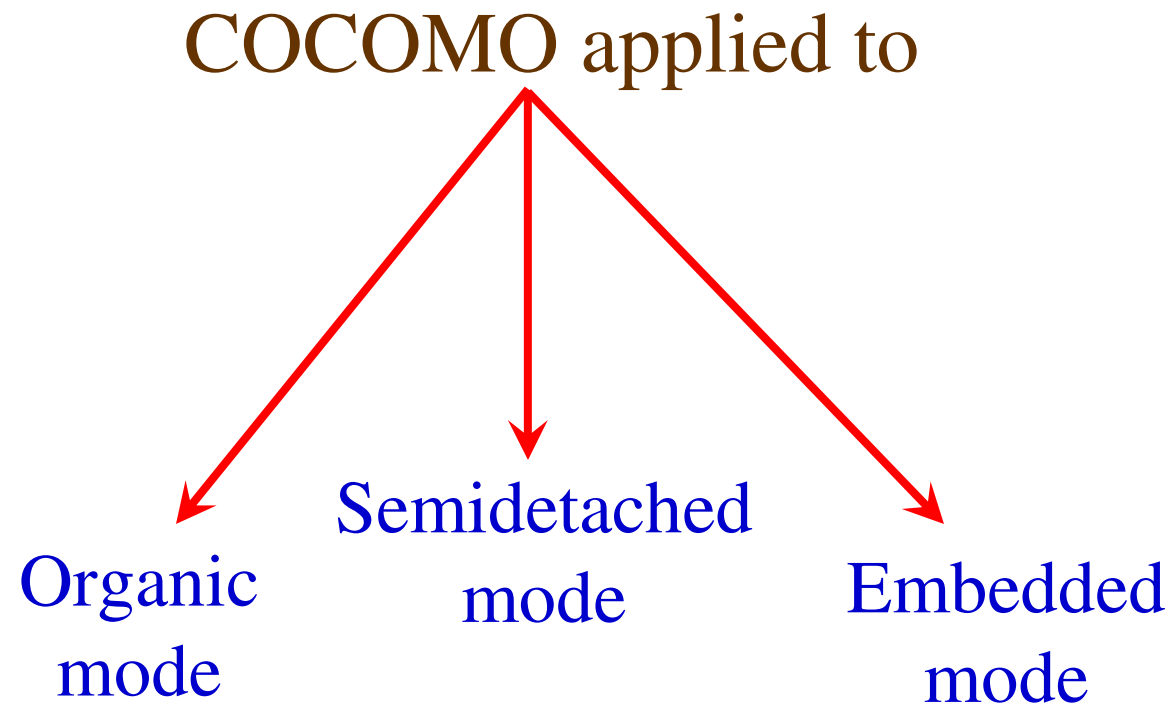 COCOMO applied to
Organic
mode
Semidetached
mode
Embedded
mode